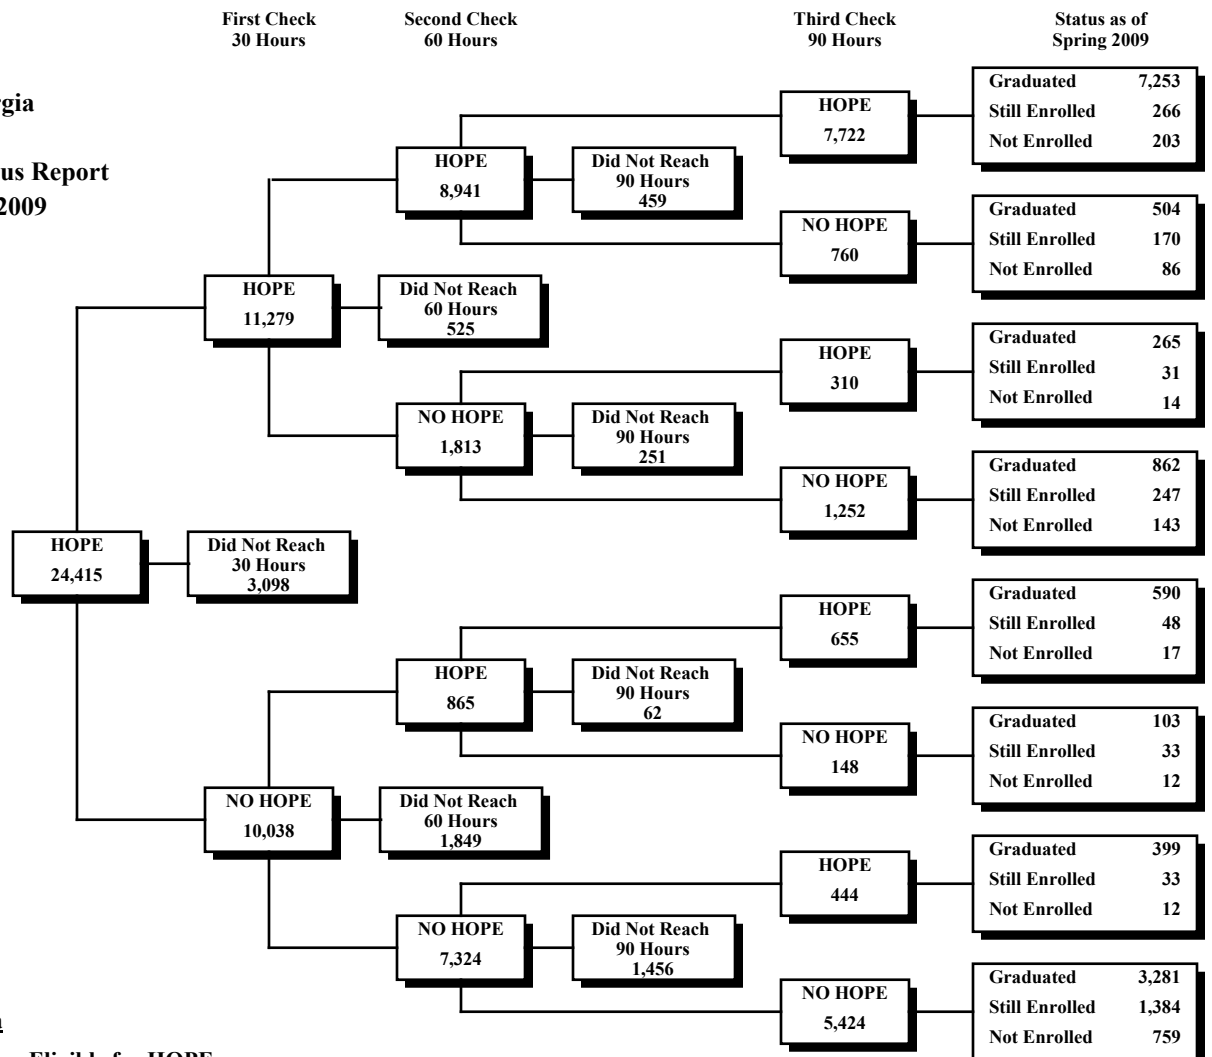 First Check
30 Hours
Second Check
60 Hours
Third Check
90 Hours
Status as of
Spring 2009
us Report
2009
HOPE
24,415
Did Not Reach
30 Hours
3,098
HOPE
11,279
Did Not Reach
60 Hours
525
NO HOPE
10,038
Did Not Reach
60 Hours
1,849
HOPE
8,941
Did Not Reach
90 Hours
459
NO HOPE
1,813
Did Not Reach
90 Hours
251
HOPE
865
Did Not Reach
90 Hours
62
NO HOPE
7,324
Did Not Reach
90 Hours
1,456
HOPE
7,722
Graduated 7,253
Still Enrolled 266
Not Enrolled 203
NO HOPE
760
Graduated 504
Still Enrolled 170
Not Enrolled 86
HOPE
310
Graduated 265
Still Enrolled 31
Not Enrolled 14
NO HOPE
1,252
Graduated 862
Still Enrolled 247
Not Enrolled 143
HOPE
655
Graduated 590
Still Enrolled 48
Not Enrolled 17
NO HOPE
148
Graduated 103
Still Enrolled 33
Not Enrolled 12
HOPE
444
Graduated 399
Still Enrolled 33
Not Enrolled 12
NO HOPE
5,424
Graduated 3,281
Still Enrolled 1,384
Not Enrolled 759